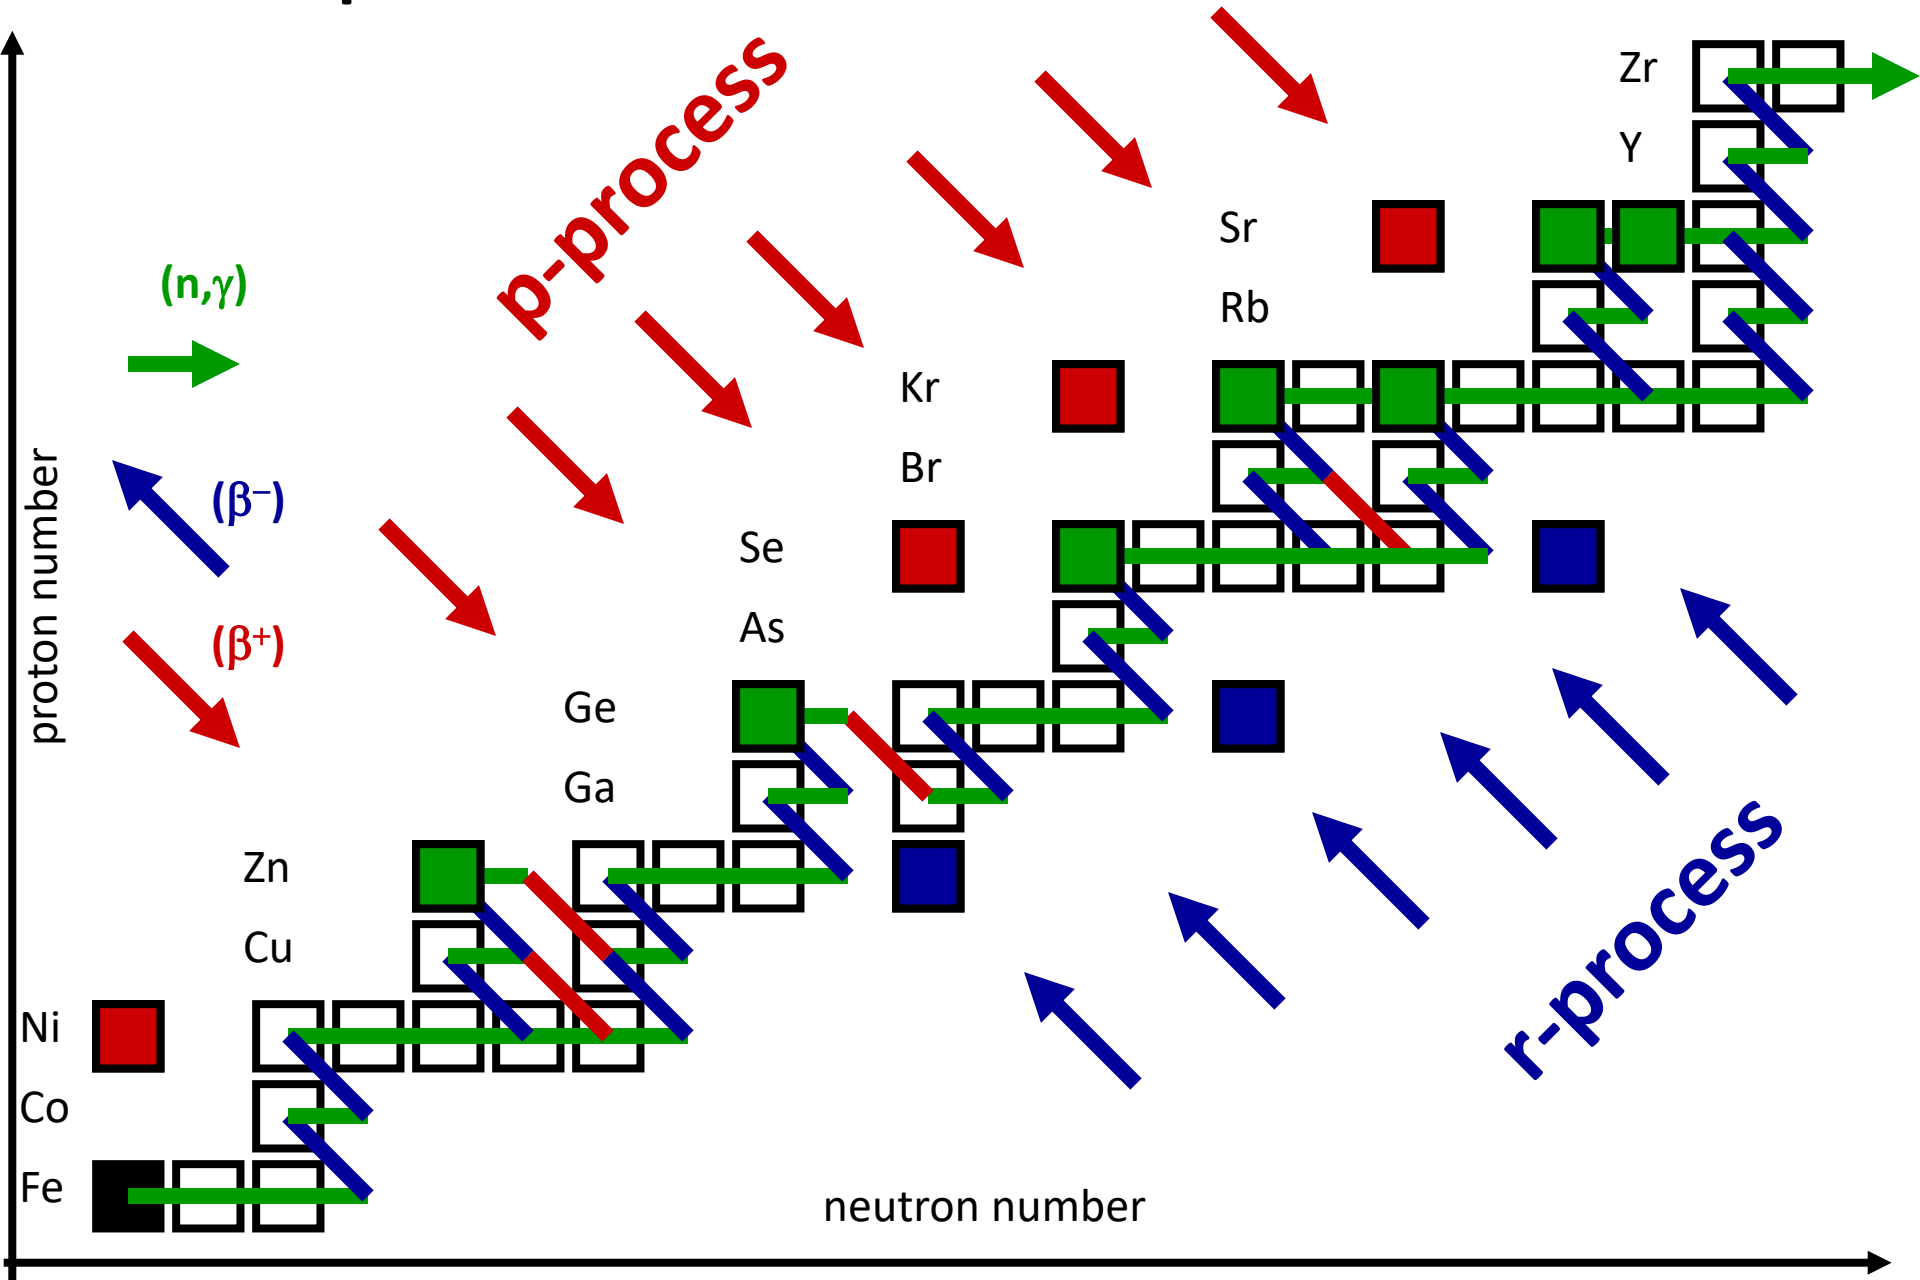 p-process
Zr
Y
Sr
Rb
(n,γ)
Kr
Br
(β⁻)
Se
As
(β⁺)
Ge
Ga
Zn
Cu
Ni
Co
Fe
proton number
r-process
neutron number